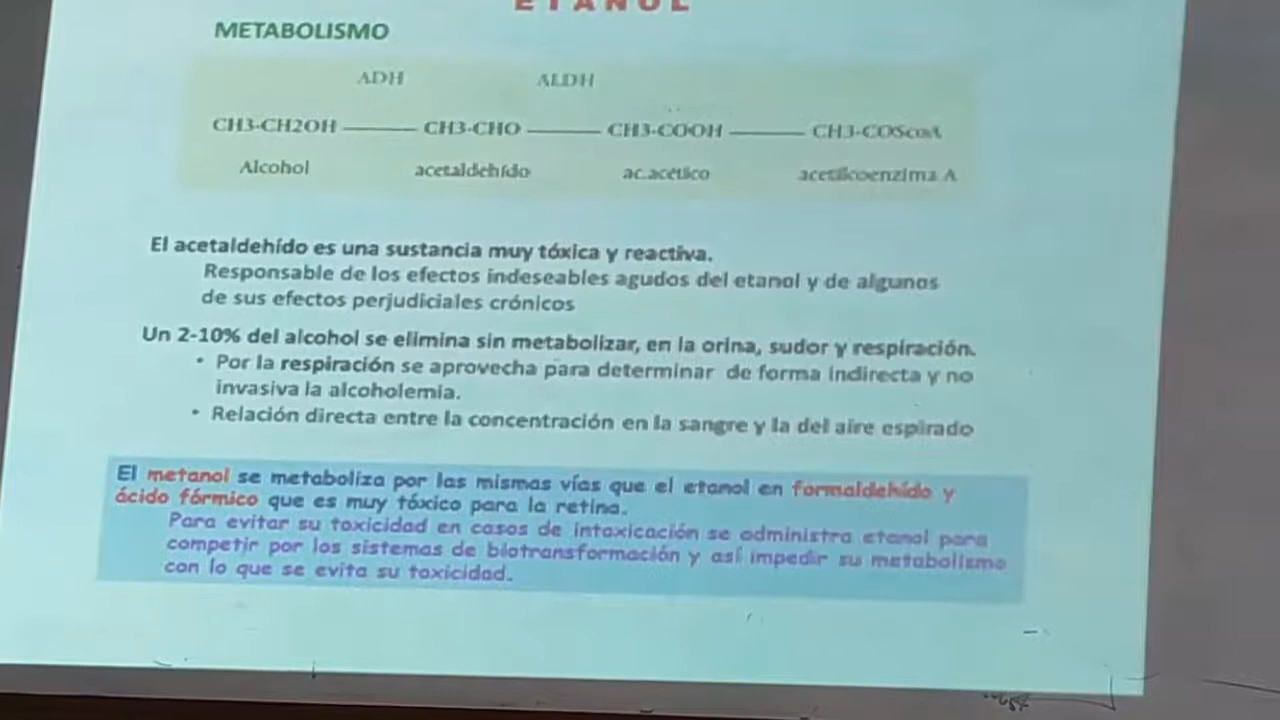 ETANOL
METABOLISMO
ADH ALDH
CH3-CH2OH CH3-CHO CH3-COOH CH3-COScoA
Alcohol acetaldehído ac.acético acetilcoenzima A
El acetaldehído es una sustancia muy tóxica y reactiva.
Responsable de los efectos indeseables agudos del etanol y de algunos
de sus efectos perjudiciales crónicos
Un 2-10% del alcohol se elimina sin metabolizar, en la orina, sudor y respiración.
• Por la respiración se aprovecha para determinar de forma indirecta y no
invasiva la alcoholemia.
• Relación directa entre la concentración en la sangre y la del aire espirado
El metanol se metaboliza por las mismas vías que el etanol en formaldehído y
ácido fórmico que es muy tóxico para la retina.
Para evitar su toxicidad en casos de intoxicación se administra etanol para
competir por los sistemas de biotransformación y así impedir su metabolismo
con lo que se evita su toxicidad.